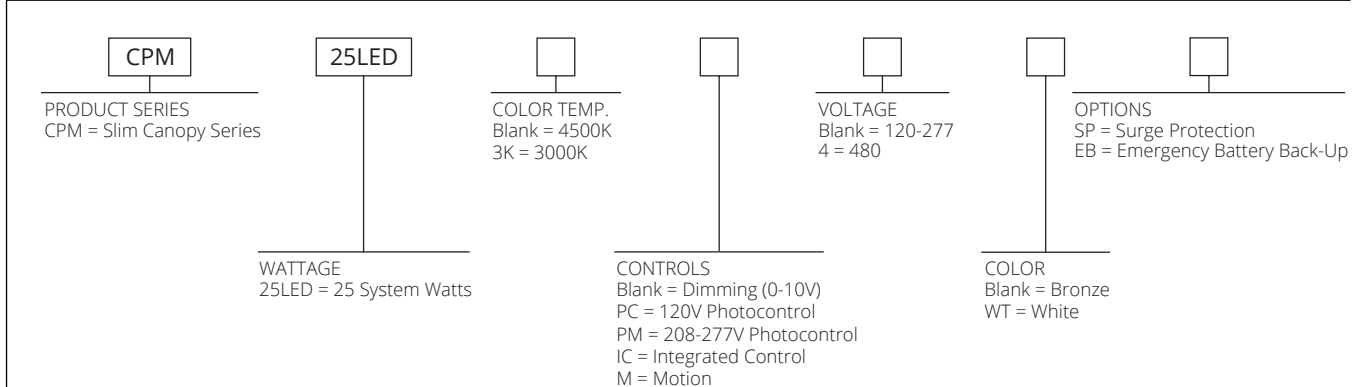 CPM
25LED
PRODUCT SERIES
CPM = Slim Canopy Series
WATTAGE
25LED = 25 System Watts
COLOR TEMP.
Blank = 4500K
3K = 3000K
CONTROLS
Blank = Dimming (0-10V)
PC = 120V Photocontrol
PM = 208-277V Photocontrol
IC = Integrated Control
M = Motion
VOLTAGE
Blank = 120-277
4 = 480
COLOR
Blank = Bronze
WT = White
OPTIONS
SP = Surge Protection
EB = Emergency Battery Back-Up